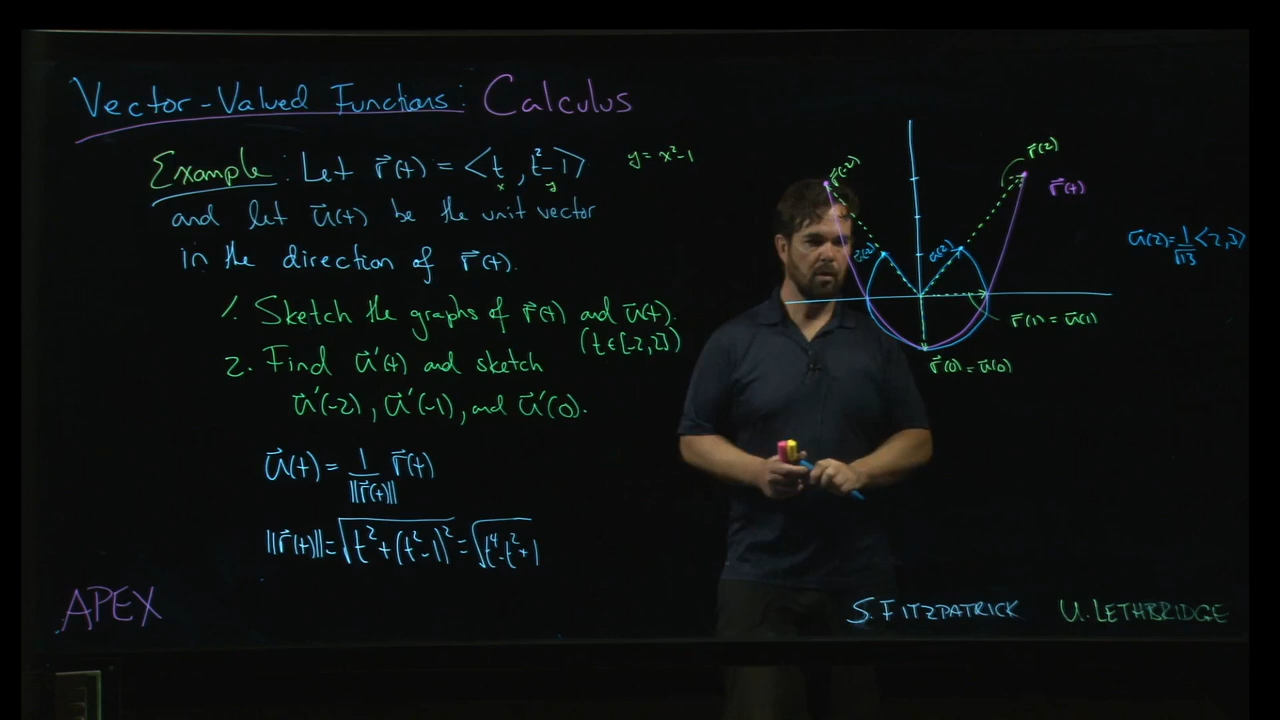 Vector-Valued Functions: Calculus
Example: Let r⃗(t) = <t, t²-1> y = x²-1
x y
and let u⃗(t) be the unit vector
in the direction of r⃗(t).
1. Sketch the graphs of r⃗(t) and u⃗(t).
(t ∈ [-2,2])
2. Find u⃗'(t) and sketch
u⃗'(-2), u⃗'(-1), and u⃗'(0).
u⃗(t) = 1/||r⃗(t)|| r⃗(t)
||r⃗(t)|| = √(t² + (t²-1)²) = √(t⁴-t²+1)
APEX
r⃗(2)
r⃗(-2)
r⃗(t)
u⃗(2) = 1/√13 <2,3>
u⃗(2)
r⃗(1) = u⃗(1)
r⃗(0) = u⃗(0)
S. FITZPATRICK U. LETHBRIDGE